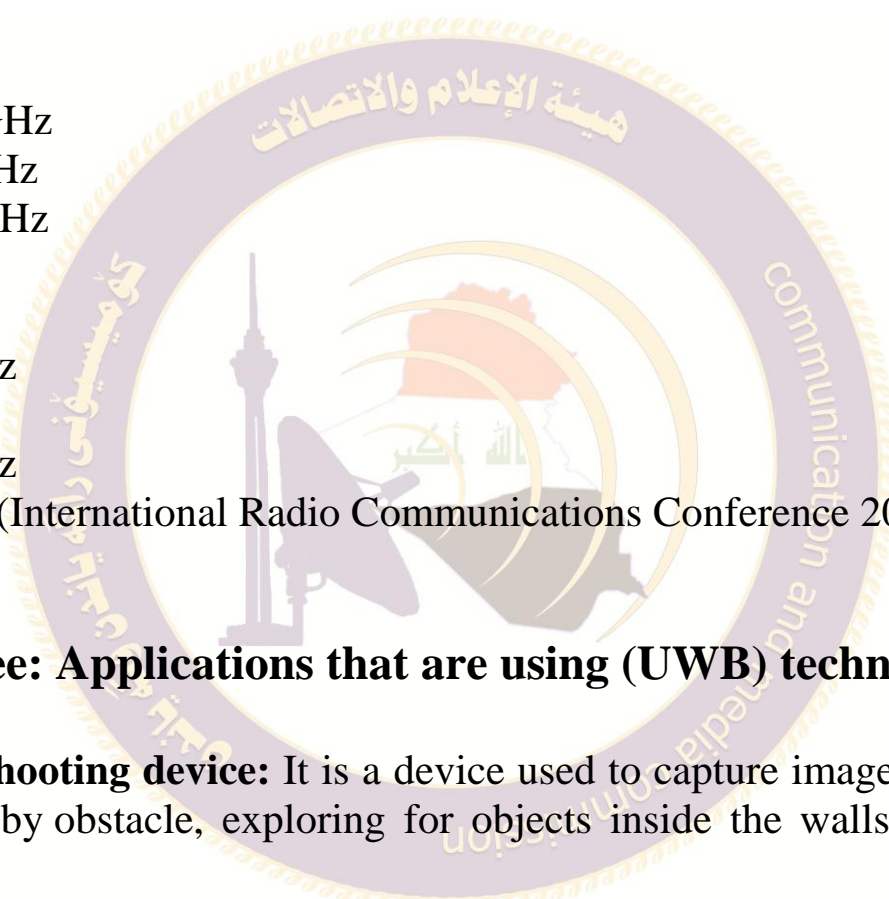 Hz
Hz
Hz
z
z
(International Radio Communications Conference 20
ee: Applications that are using (UWB) techn
hooting device: It is a device used to capture image
by obstacle, exploring for objects inside the walls
هيئة الإعلام والاتصالات
communication and media commission
الله أكبر